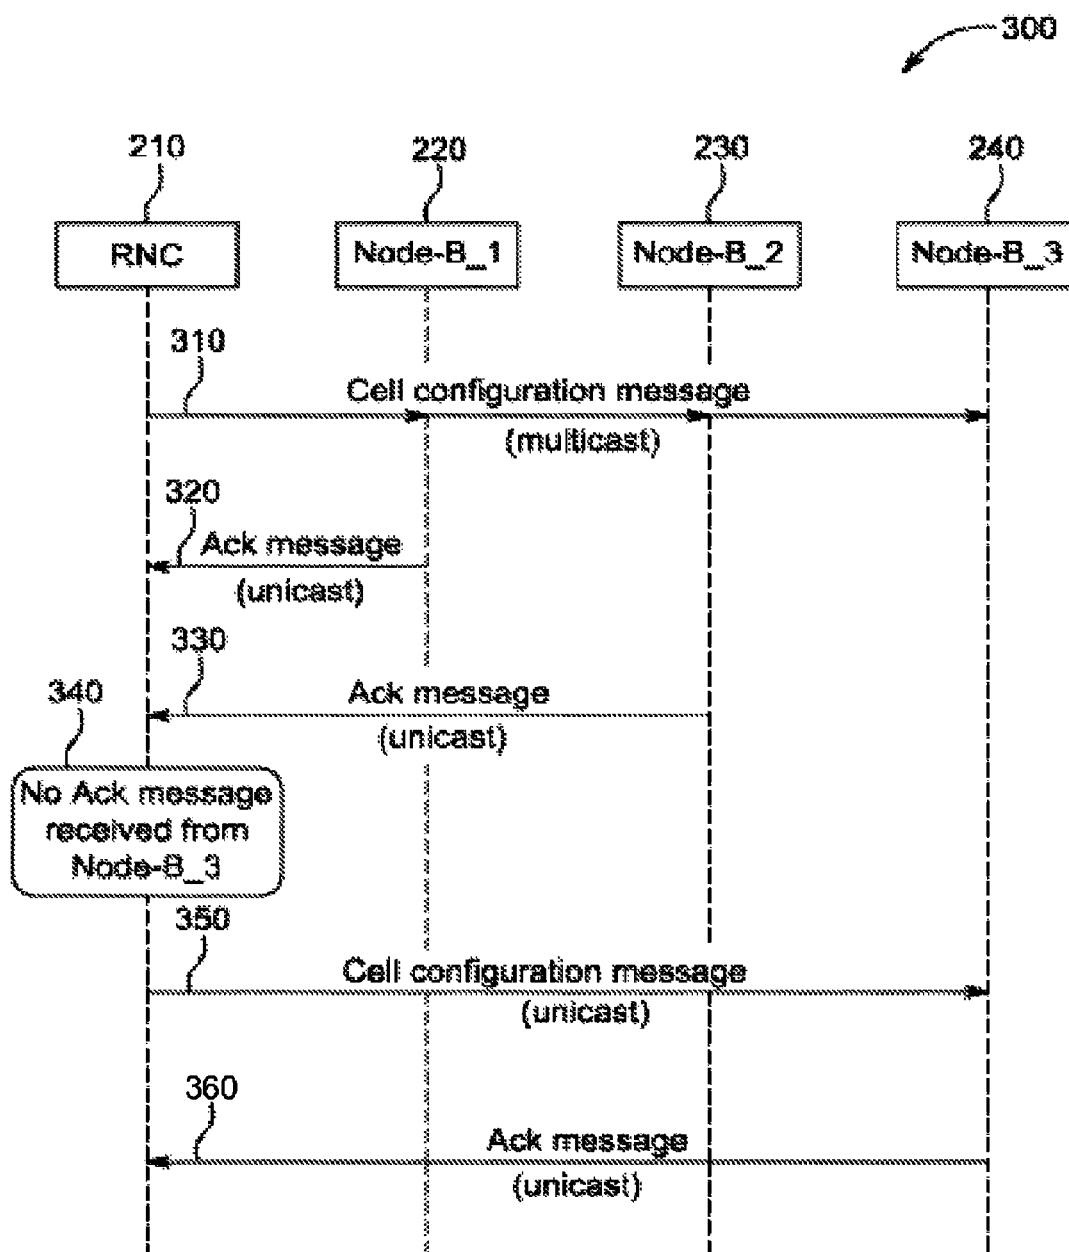 300
210
220
230
240
RNC
Node-B_1
Node-B_2
Node-B_3
310
Cell configuration message
(multicast)
320
Ack message
(unicast)
330
Ack message
(unicast)
340
No Ack message
received from
Node-B_3
350
Cell configuration message
(unicast)
360
Ack message
(unicast)